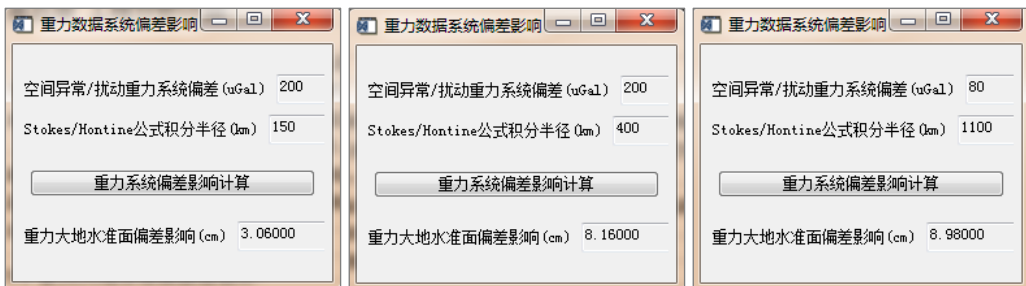 重力数据系统偏差影响
空间异常/扰动重力系统偏差(uGal) 200
Stokes/Hontine公式积分半径(km) 150
重力系统偏差影响计算
重力大地水准面偏差影响(cm) 3.06000
重力数据系统偏差影响
空间异常/扰动重力系统偏差(uGal) 200
Stokes/Hontine公式积分半径(km) 400
重力系统偏差影响计算
重力大地水准面偏差影响(cm) 8.16000
重力数据系统偏差影响
空间异常/扰动重力系统偏差(uGal) 80
Stokes/Hontine公式积分半径(km) 1100
重力系统偏差影响计算
重力大地水准面偏差影响(cm) 8.98000